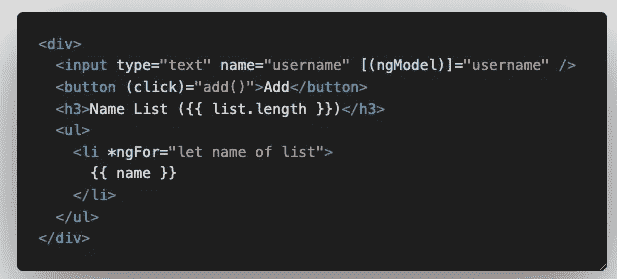 <div>
  <input type="text" name="username" [(ngModel)]="username" />
  <button (click)="add()">Add</button>
  <h3>Name List ({{ list.length }})</h3>
  <ul>
    <li *ngFor="let name of list">
      {{ name }}
    </li>
  </ul>
</div>